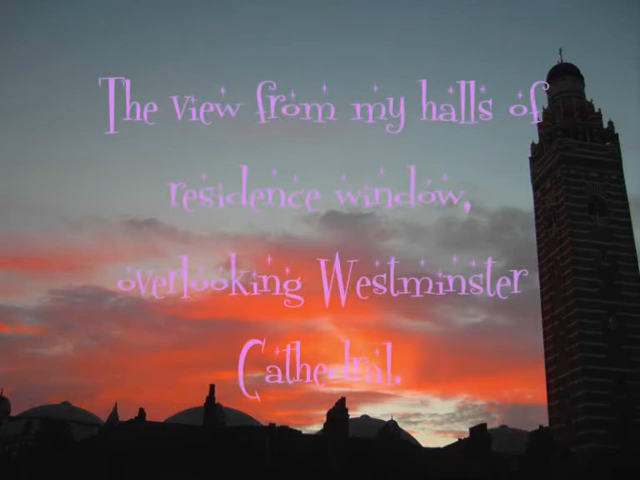 The view from my halls of
residence window,
overlooking Westminster
Cathedral.